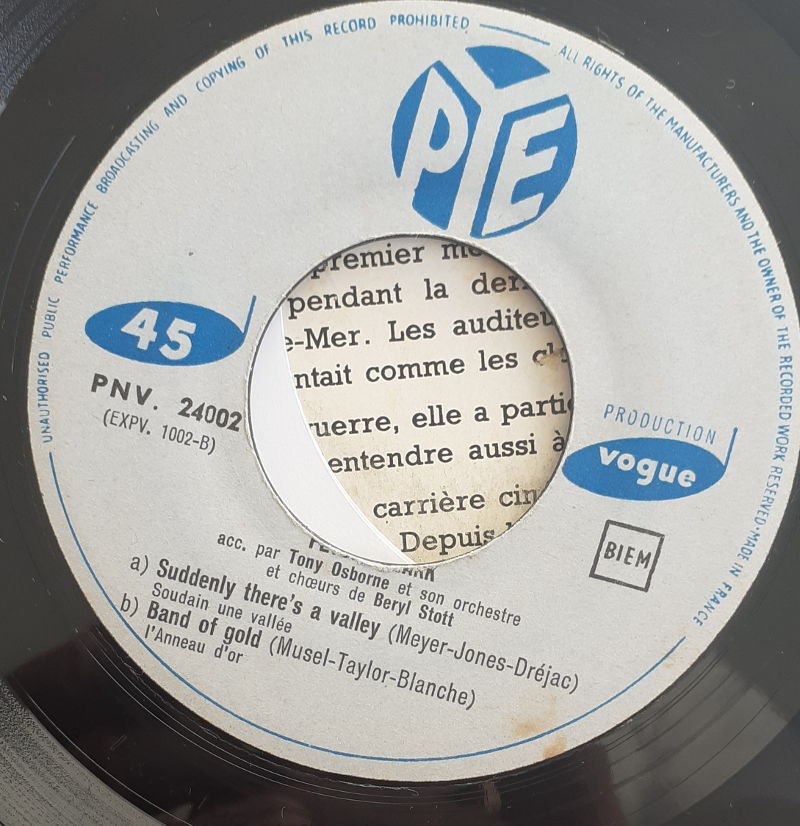 UNAUTHORISED PUBLIC PERFORMANCE BROADCASTING AND COPYING OF THIS RECORD PROHIBITED
ALL RIGHTS OF THE MANUFACTURERS AND THE OWNER OF THE RECORDED WORK RESERVED·MADE IN FRANCE
PYE
premier
pendant la
e-Mer. Les auditeu
ntait comme les
uerre, elle a parti
entendre aussi à
carrière cin
Depuis
45
PNV. 24002
(EXPV. 1002-B)
PRODUCTION
vogue
BIEM
acc. par Tony Osborne et son orchestre
et chœurs de Beryl Stott
a) Suddenly there's a valley (Meyer-Jones-Dréjac)
Soudain une vallée
b) Band of gold (Musel-Taylor-Blanche)
l'Anneau d'or